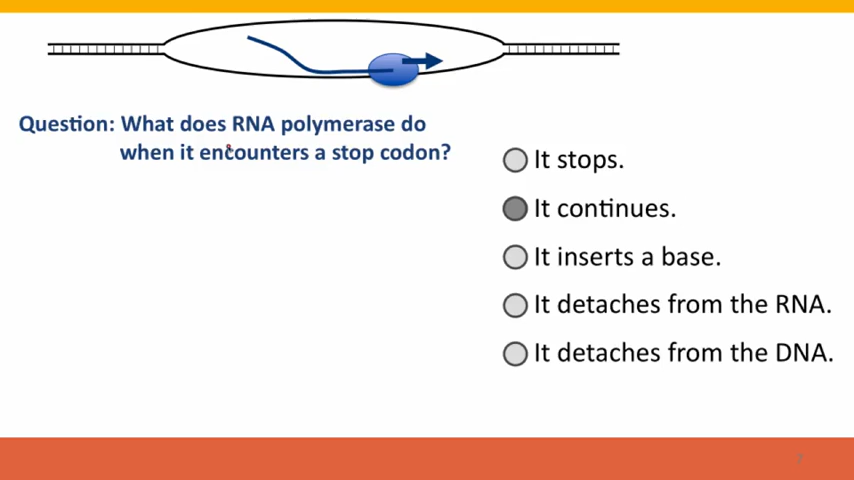 Question: What does RNA polymerase do
when it encounters a stop codon?
It stops.
It continues.
It inserts a base.
It detaches from the RNA.
It detaches from the DNA.